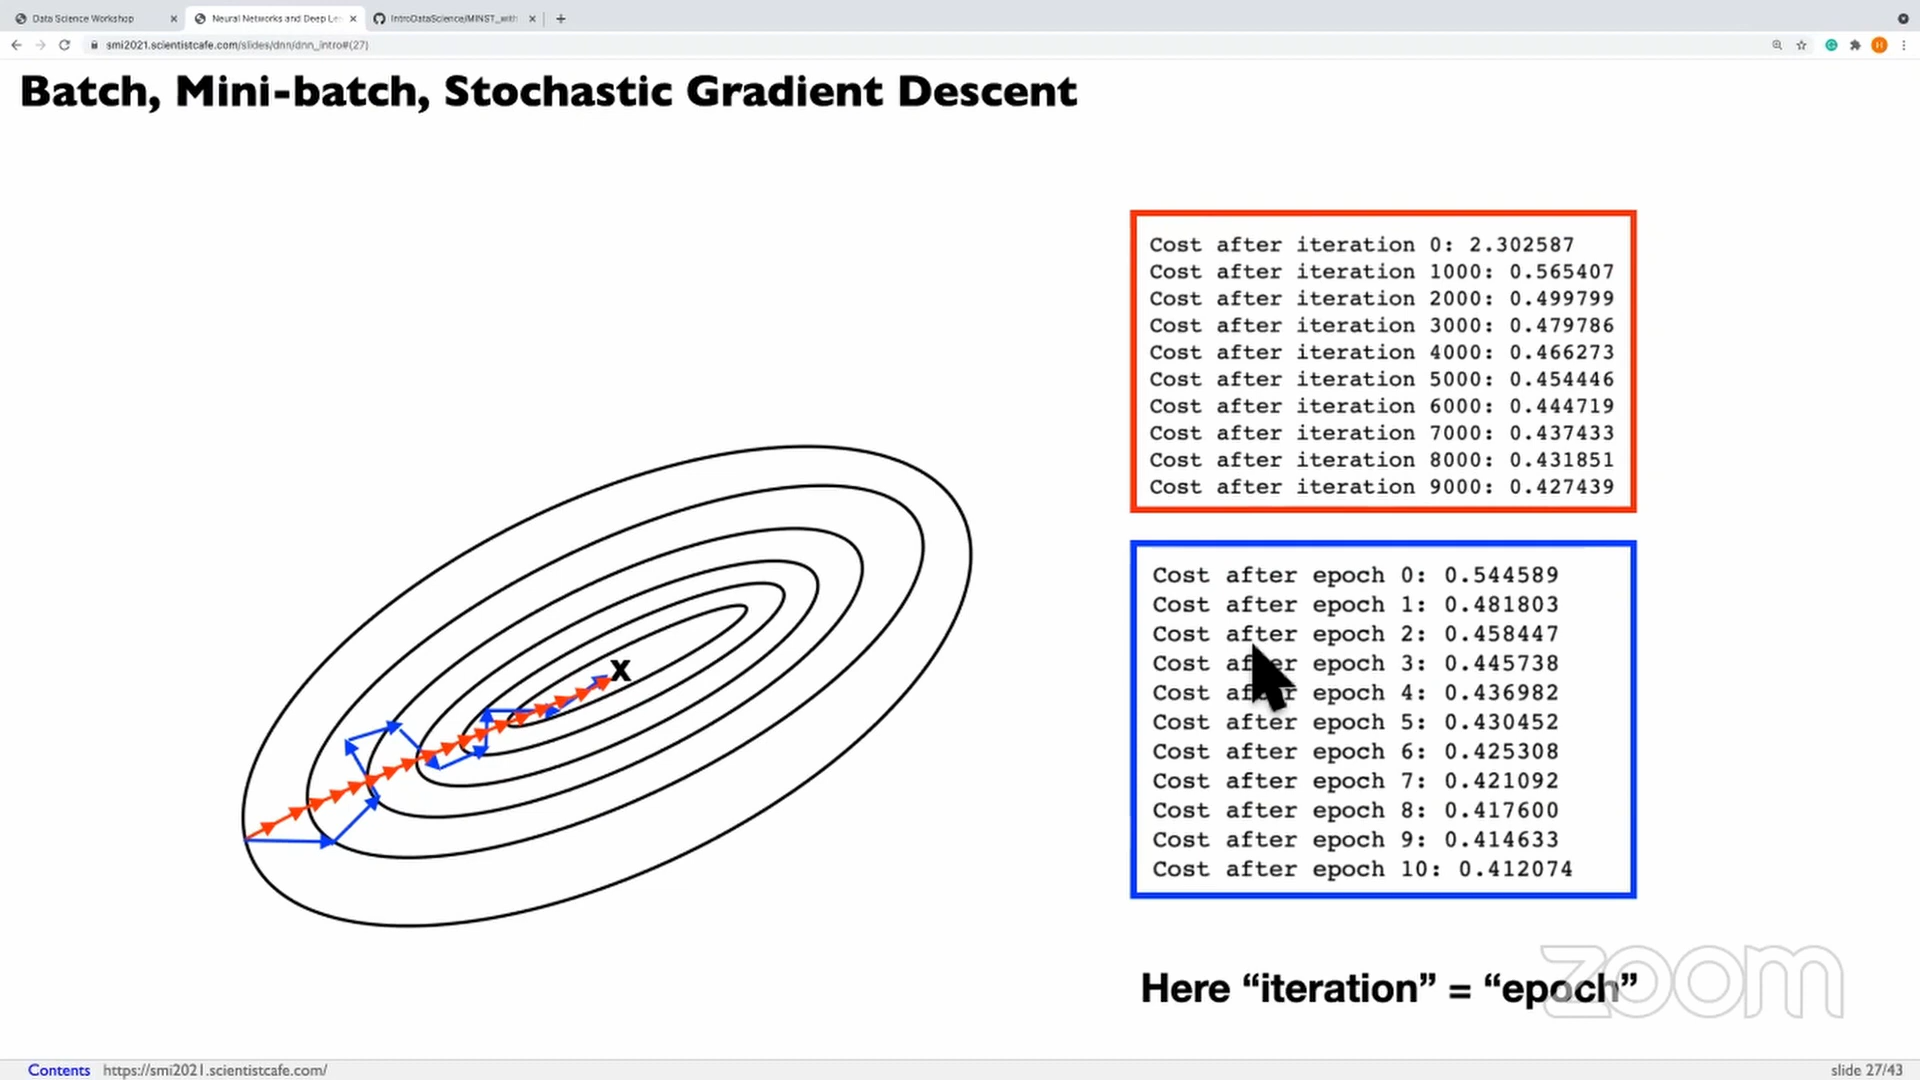 Data Science Workshop
Neural Networks and Deep Le
IntroDataScience/MINST_with
smi2021.scientistcafe.com/slides/dnn/dnn_intro#(27)
H
Batch, Mini-batch, Stochastic Gradient Descent
Cost after iteration 0: 2.302587
Cost after iteration 1000: 0.565407
Cost after iteration 2000: 0.499799
Cost after iteration 3000: 0.479786
Cost after iteration 4000: 0.466273
Cost after iteration 5000: 0.454446
Cost after iteration 6000: 0.444719
Cost after iteration 7000: 0.437433
Cost after iteration 8000: 0.431851
Cost after iteration 9000: 0.427439
x
Cost after epoch 0: 0.544589
Cost after epoch 1: 0.481803
Cost after epoch 2: 0.458447
Cost after epoch 3: 0.445738
Cost after epoch 4: 0.436982
Cost after epoch 5: 0.430452
Cost after epoch 6: 0.425308
Cost after epoch 7: 0.421092
Cost after epoch 8: 0.417600
Cost after epoch 9: 0.414633
Cost after epoch 10: 0.412074
Here “iteration” = “epoch”
zoom
Contents https://smi2021.scientistcafe.com/
slide 27/43